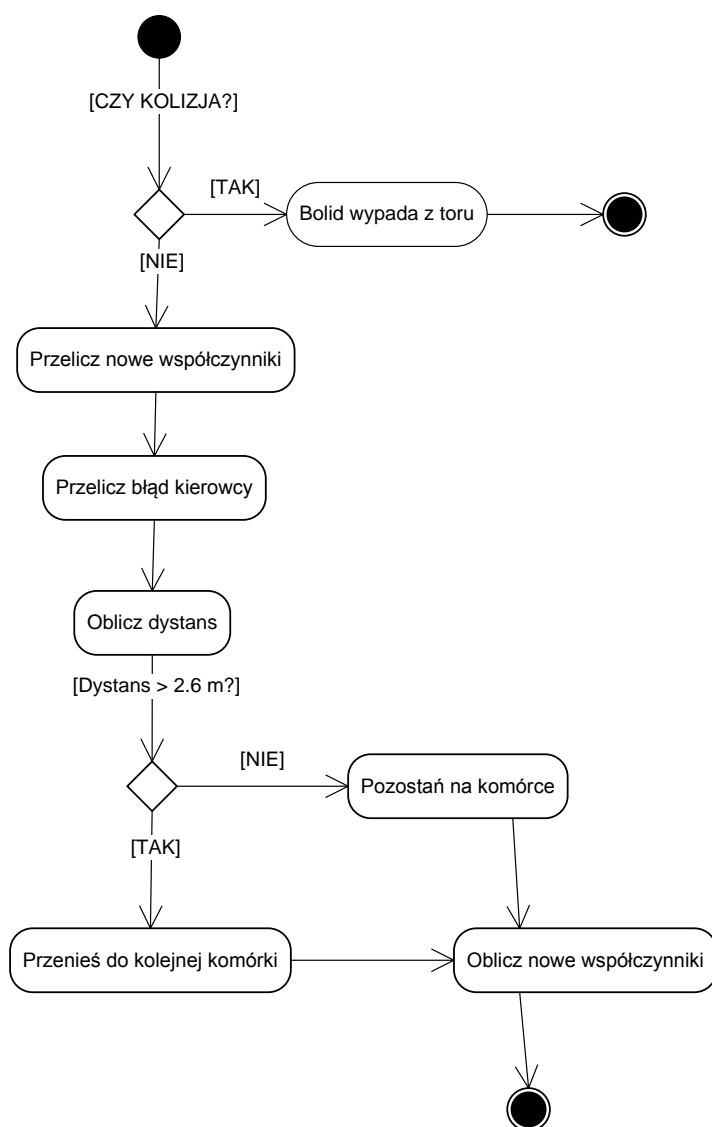 [CZY KOLIZJA?]
[TAK]
Bolid wypada z toru
[NIE]
Przelicz nowe współczynniki
Przelicz błąd kierowcy
Oblicz dystans
[Dystans > 2.6 m?]
[NIE]
Pozostań na komórce
[TAK]
Przenieś do kolejnej komórki
Oblicz nowe współczynniki